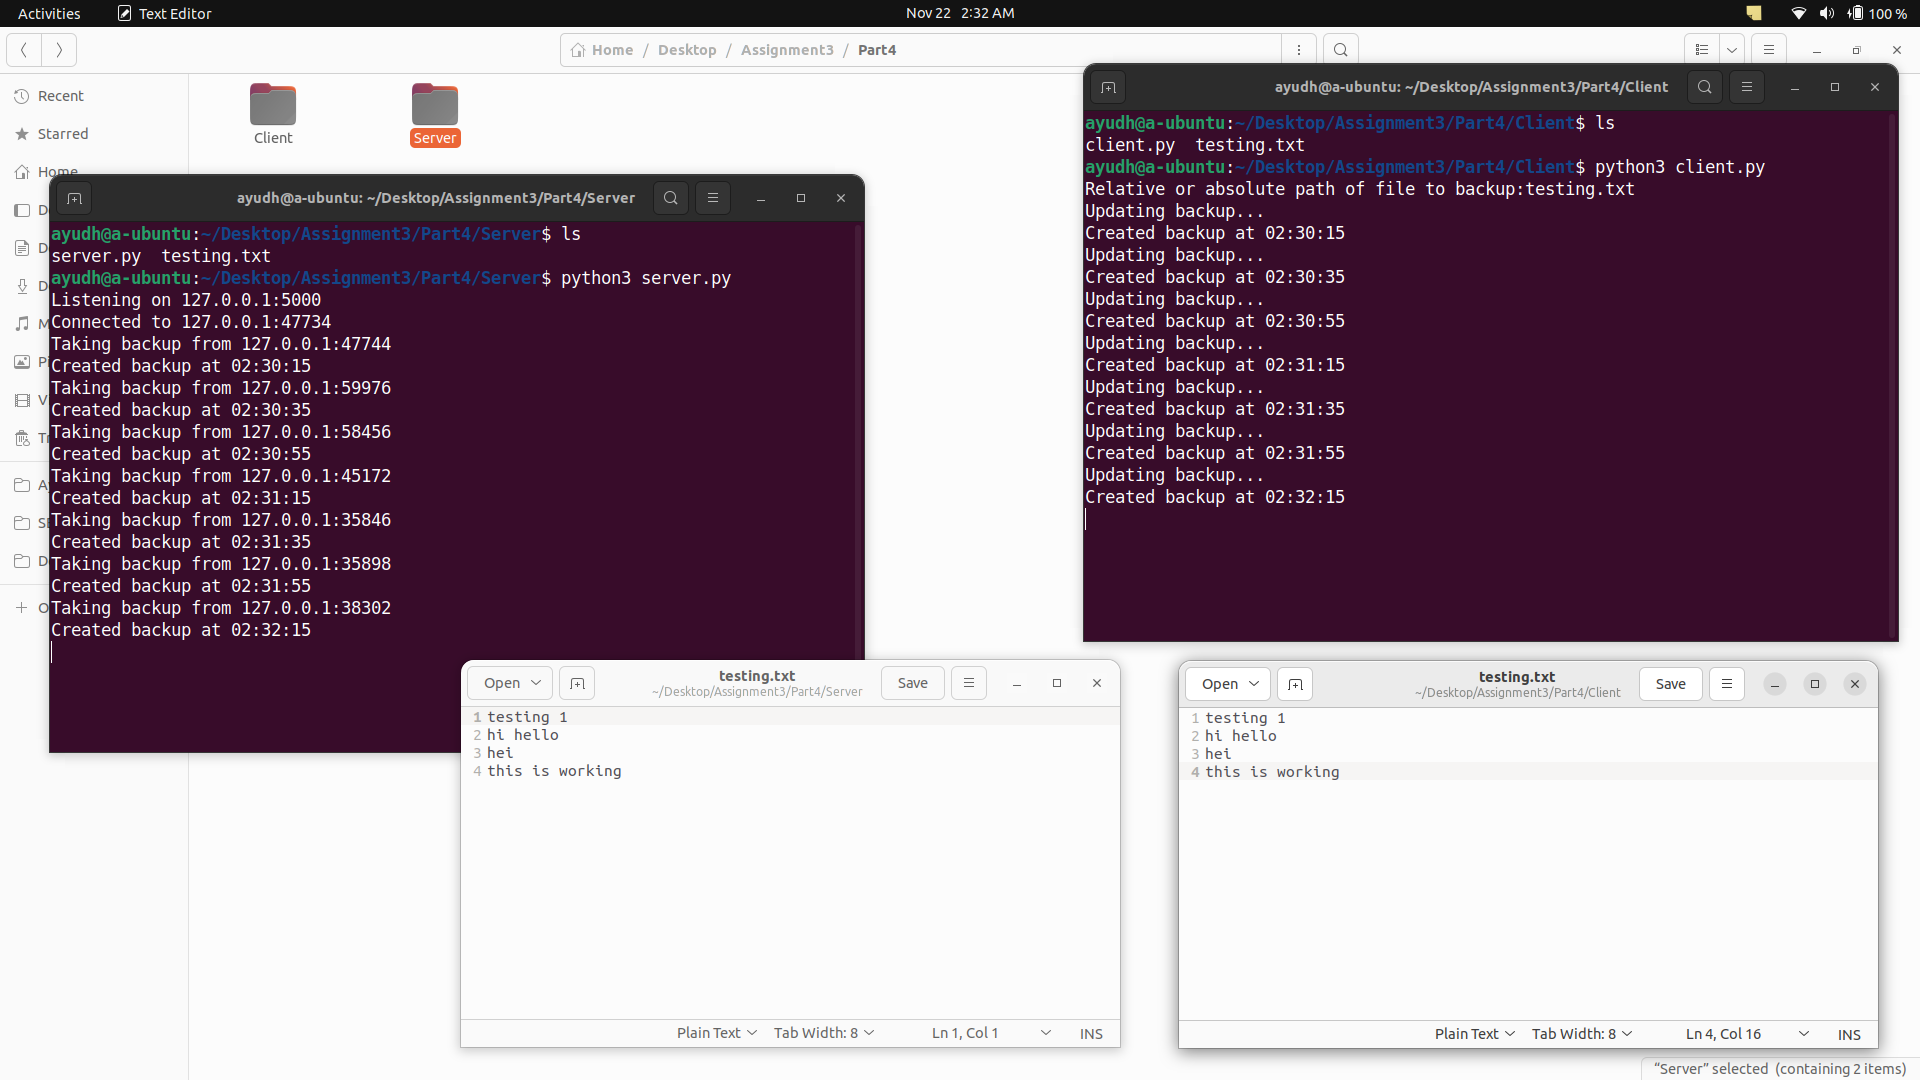 Activities
Text Editor
Nov 22 2:32 AM
100 %
Home / Desktop / Assignment3 / Part4
Recent
Starred
Home
Client
Server
ayudh@a-ubuntu: ~/Desktop/Assignment3/Part4/Server
ayudh@a-ubuntu:~/Desktop/Assignment3/Part4/Server$ ls
server.py testing.txt
ayudh@a-ubuntu:~/Desktop/Assignment3/Part4/Server$ python3 server.py
Listening on 127.0.0.1:5000
Connected to 127.0.0.1:47734
Taking backup from 127.0.0.1:47744
Created backup at 02:30:15
Taking backup from 127.0.0.1:59976
Created backup at 02:30:35
Taking backup from 127.0.0.1:58456
Created backup at 02:30:55
Taking backup from 127.0.0.1:45172
Created backup at 02:31:15
Taking backup from 127.0.0.1:35846
Created backup at 02:31:35
Taking backup from 127.0.0.1:35898
Created backup at 02:31:55
Taking backup from 127.0.0.1:38302
Created backup at 02:32:15
ayudh@a-ubuntu: ~/Desktop/Assignment3/Part4/Client
ayudh@a-ubuntu:~/Desktop/Assignment3/Part4/Client$ ls
client.py testing.txt
ayudh@a-ubuntu:~/Desktop/Assignment3/Part4/Client$ python3 client.py
Relative or absolute path of file to backup:testing.txt
Updating backup...
Created backup at 02:30:15
Updating backup...
Created backup at 02:30:35
Updating backup...
Created backup at 02:30:55
Updating backup...
Created backup at 02:31:15
Updating backup...
Created backup at 02:31:35
Updating backup...
Created backup at 02:31:55
Updating backup...
Created backup at 02:32:15
Open
testing.txt
~/Desktop/Assignment3/Part4/Server
Save
1 testing 1
2 hi hello
3 hei
4 this is working
Plain Text
Tab Width: 8
Ln 1, Col 1
INS
Open
testing.txt
~/Desktop/Assignment3/Part4/Client
Save
1 testing 1
2 hi hello
3 hei
4 this is working
Plain Text
Tab Width: 8
Ln 4, Col 16
INS
“Server” selected (containing 2 items)